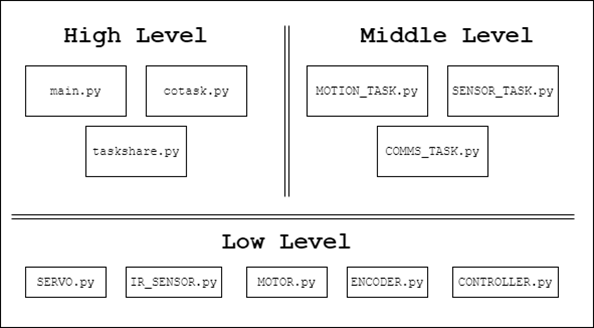 High Level
main.py
cotask.py
taskshare.py
Middle Level
MOTION_TASK.py
SENSOR_TASK.py
COMMS_TASK.py
Low Level
SERVO.py
IR_SENSOR.py
MOTOR.py
ENCODER.py
CONTROLLER.py